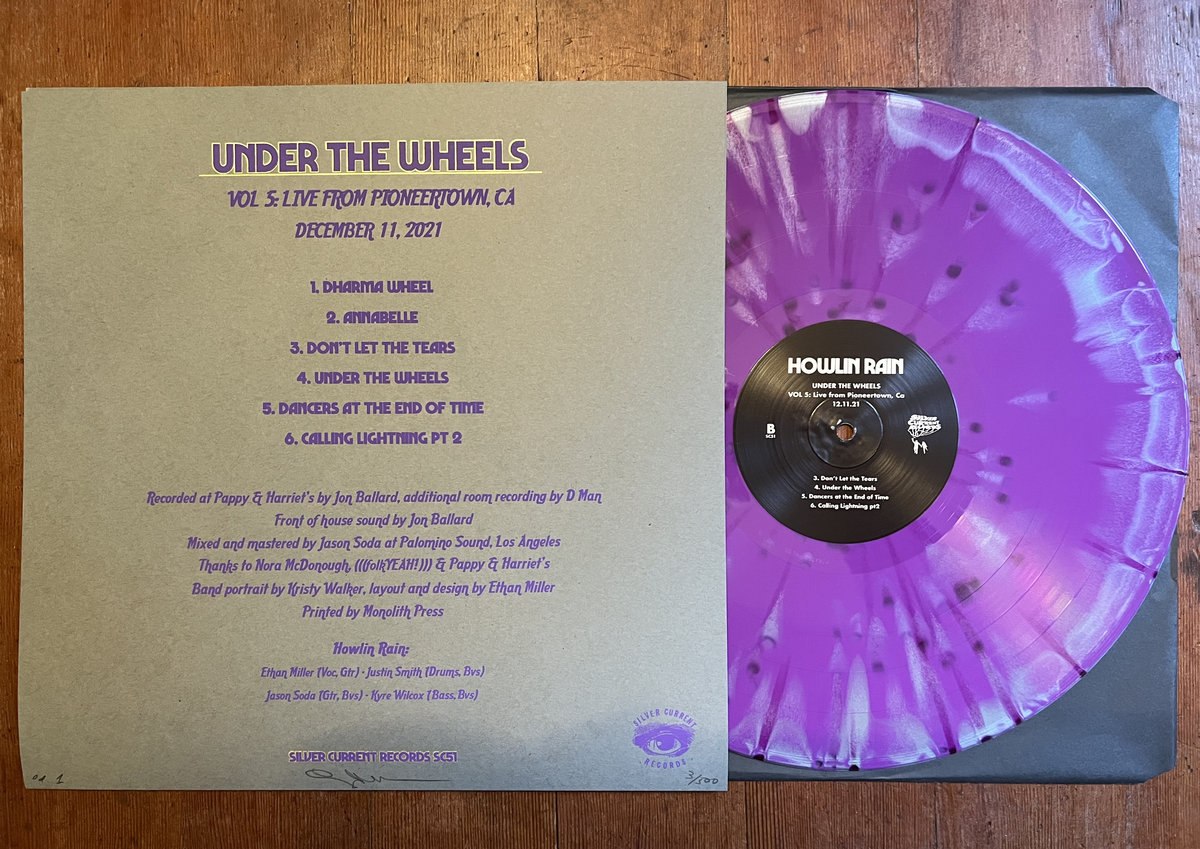 UNDER THE WHEELS
VOL 5: LIVE FROM PIONEERTOWN, CA
DECEMBER 11, 2021
1. DHARMA WHEEL
2. ANNABELLE
3. DON'T LET THE TEARS
4. UNDER THE WHEELS
5. DANCERS AT THE END OF TIME
6. CALLING LIGHTNING PT 2
Recorded at Pappy & Harriet's by Jon Ballard, additional room recording by D Man
Front of house sound by Jon Ballard
Mixed and mastered by Jason Soda at Palomino Sound, Los Angeles
Thanks to Nora McDonough, (((folkYEAH!))) & Pappy & Harriet's
Band portrait by Kristy Walker, layout and design by Ethan Miller
Printed by Monolith Press
Howlin Rain:
Ethan Miller (Voc, Gtr) • Justin Smith (Drums, Bvs)
Jason Soda (Gtr, Bvs) • Kyre Wilcox (Bass, Bvs)
SILVER CURRENT RECORDS SC51
SILVER CURRENT
RECORDS
ed. 1
3/500
HOWLIN RAIN
UNDER THE WHEELS
VOL 5: Live from Pioneertown, Ca
12.11.21
B
SC51
SILVER
CURRENT
RECORDS
3. Don't Let the Tears
4. Under the Wheels
5. Dancers at the End of Time
6. Calling Lightning pt2